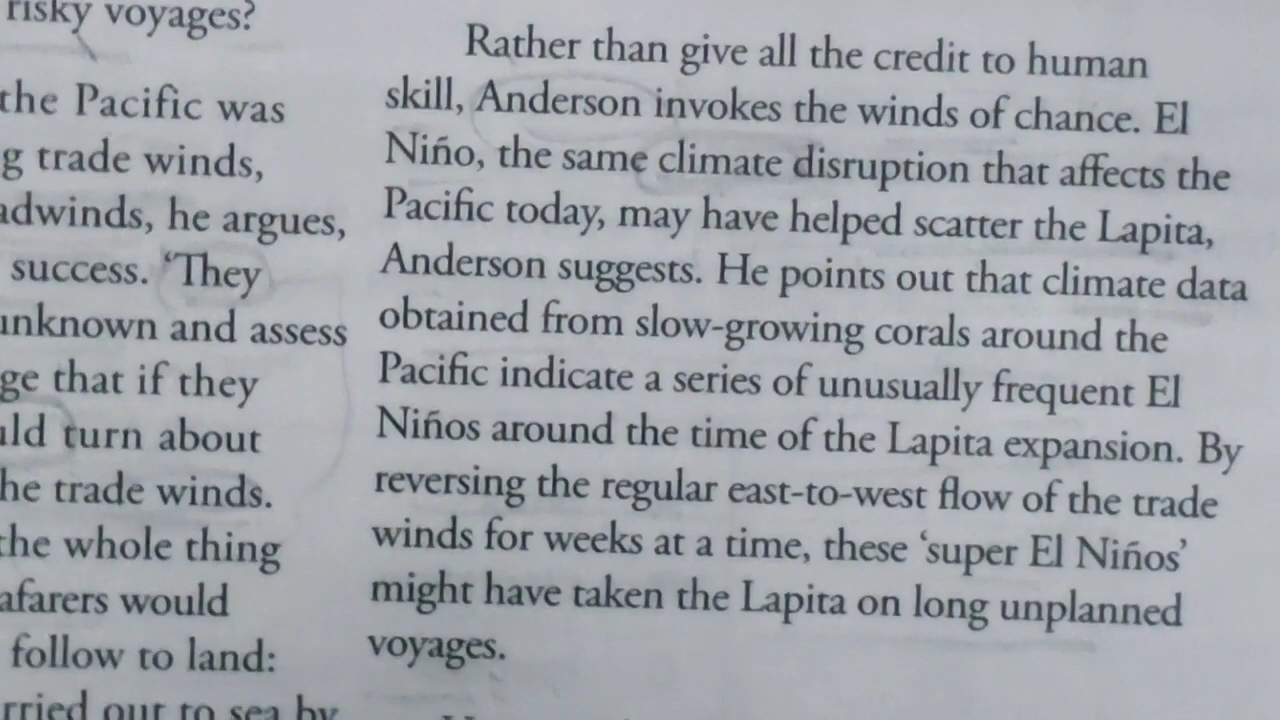 risky voyages?
the Pacific was
g trade winds,
adwinds, he argues,
success. ‘They
unknown and assess
ge that if they
uld turn about
he trade winds.
the whole thing
afarers would
follow to land:
rried out to sea by
Rather than give all the credit to human
skill, Anderson invokes the winds of chance. El
Niño, the same climate disruption that affects the
Pacific today, may have helped scatter the Lapita,
Anderson suggests. He points out that climate data
obtained from slow-growing corals around the
Pacific indicate a series of unusually frequent El
Niños around the time of the Lapita expansion. By
reversing the regular east-to-west flow of the trade
winds for weeks at a time, these ‘super El Niños’
might have taken the Lapita on long unplanned
voyages.